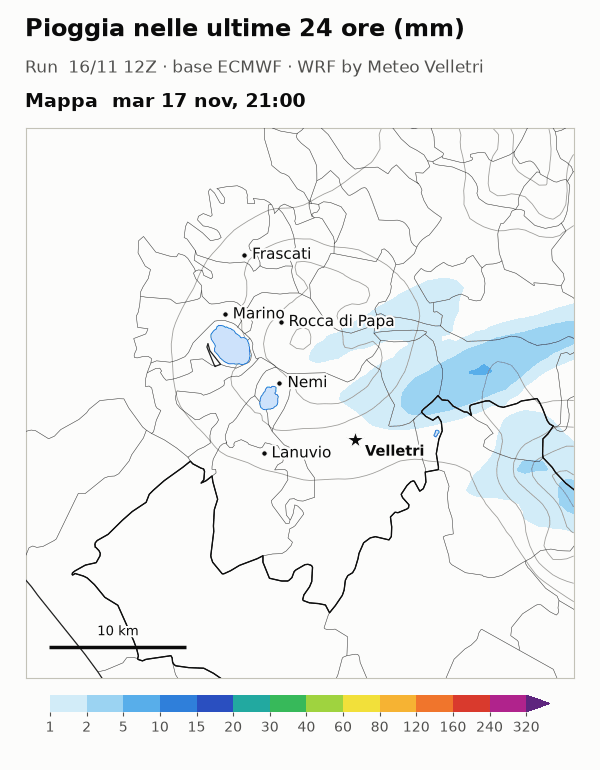 Pioggia nelle ultime 24 ore (mm)
Run  16/11 12Z · base ECMWF · WRF by Meteo Velletri
Mappa  mar 17 nov, 21:00
Frascati
Marino
Rocca di Papa
Nemi
Velletri
Lanuvio
10 km
1 2 5 10 15 20 30 40 60 80 120 160 240 320